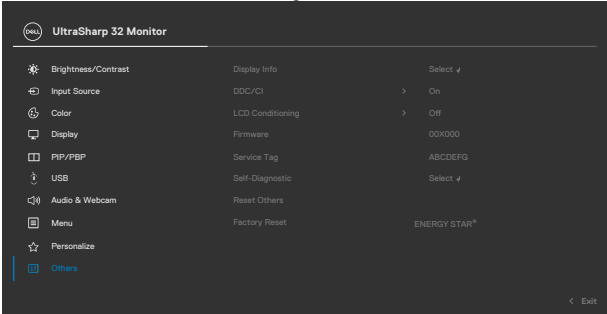 DELL UltraSharp 32 Monitor
Brightness/Contrast Display Info Select
Input Source DDC/CI > On
Color LCD Conditioning > Off
Display Firmware 00X000
PIP/PBP Service Tag ABCDEFG
USB Self-Diagnostic Select
Audio & Webcam Reset Others
Menu Factory Reset ENERGY STAR®
Personalize
Others
< Exit